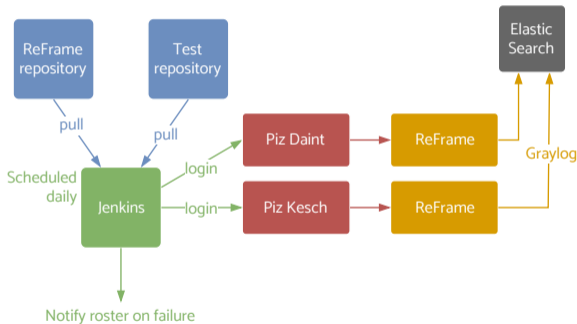 ReFrame
repository
Test
repository
Elastic
Search
pull
pull
Piz Daint
ReFrame
Graylog
Scheduled
daily
login
Jenkins
login
Piz Kesch
ReFrame
Notify roster on failure